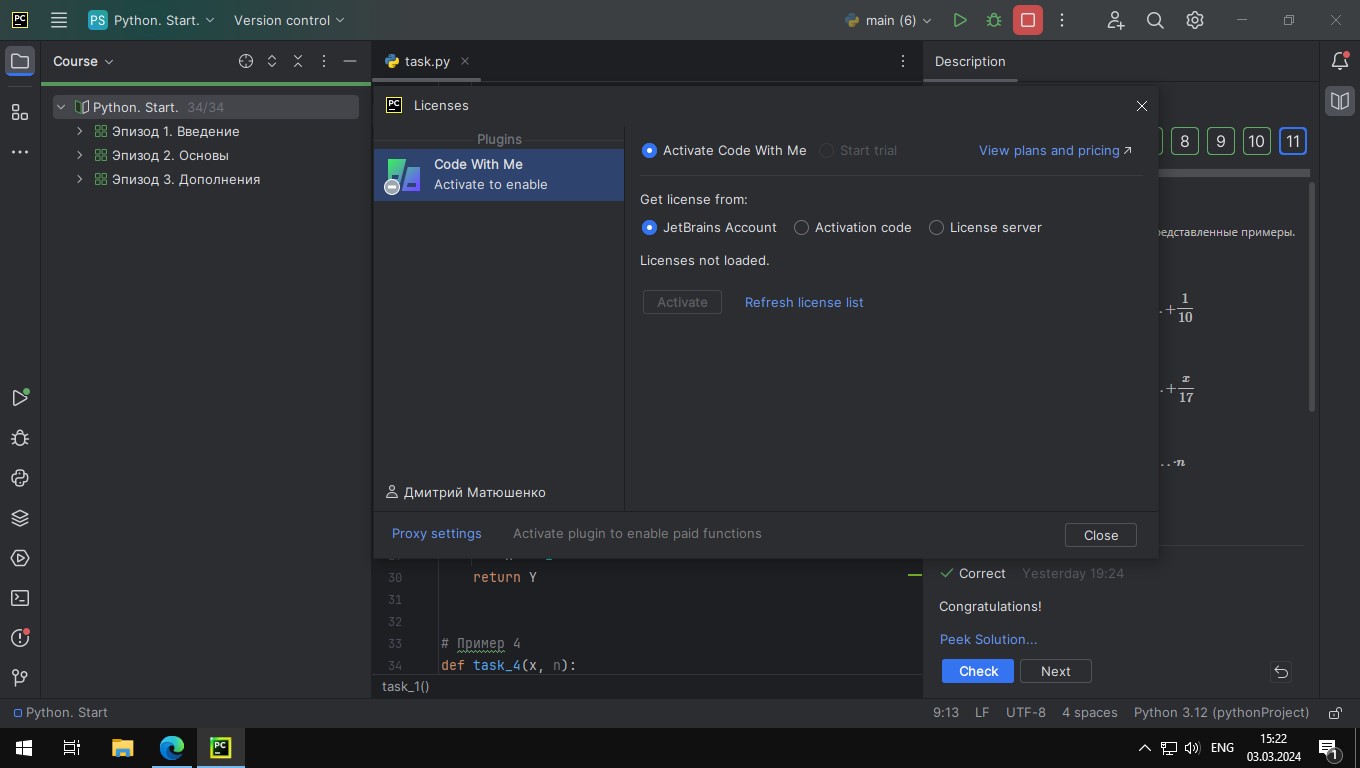 PC
PS Python. Start. Version control main (6)
Course
task.py
Description
Python. Start. 34/34
Эпизод 1. Введение
Эпизод 2. Основы
Эпизод 3. Дополнения
PC Licenses
Plugins
Code With Me
Activate to enable
Дмитрий Матюшенко
Activate Code With Me Start trial View plans and pricing ↗
Get license from:
JetBrains Account Activation code License server
Licenses not loaded.
Activate Refresh license list
Proxy settings Activate plugin to enable paid functions Close
8 9 10 11
едставленные примеры.
.+1/10
.+x/17
...·n
30 return Y
31
32
33 # Пример 4
34 def task_4(x, n):
task_1()
Correct Yesterday 19:24
Congratulations!
Peek Solution...
Check Next
Python. Start 9:13 LF UTF-8 4 spaces Python 3.12 (pythonProject)
PC
ENG
15:22
03.03.2024
1